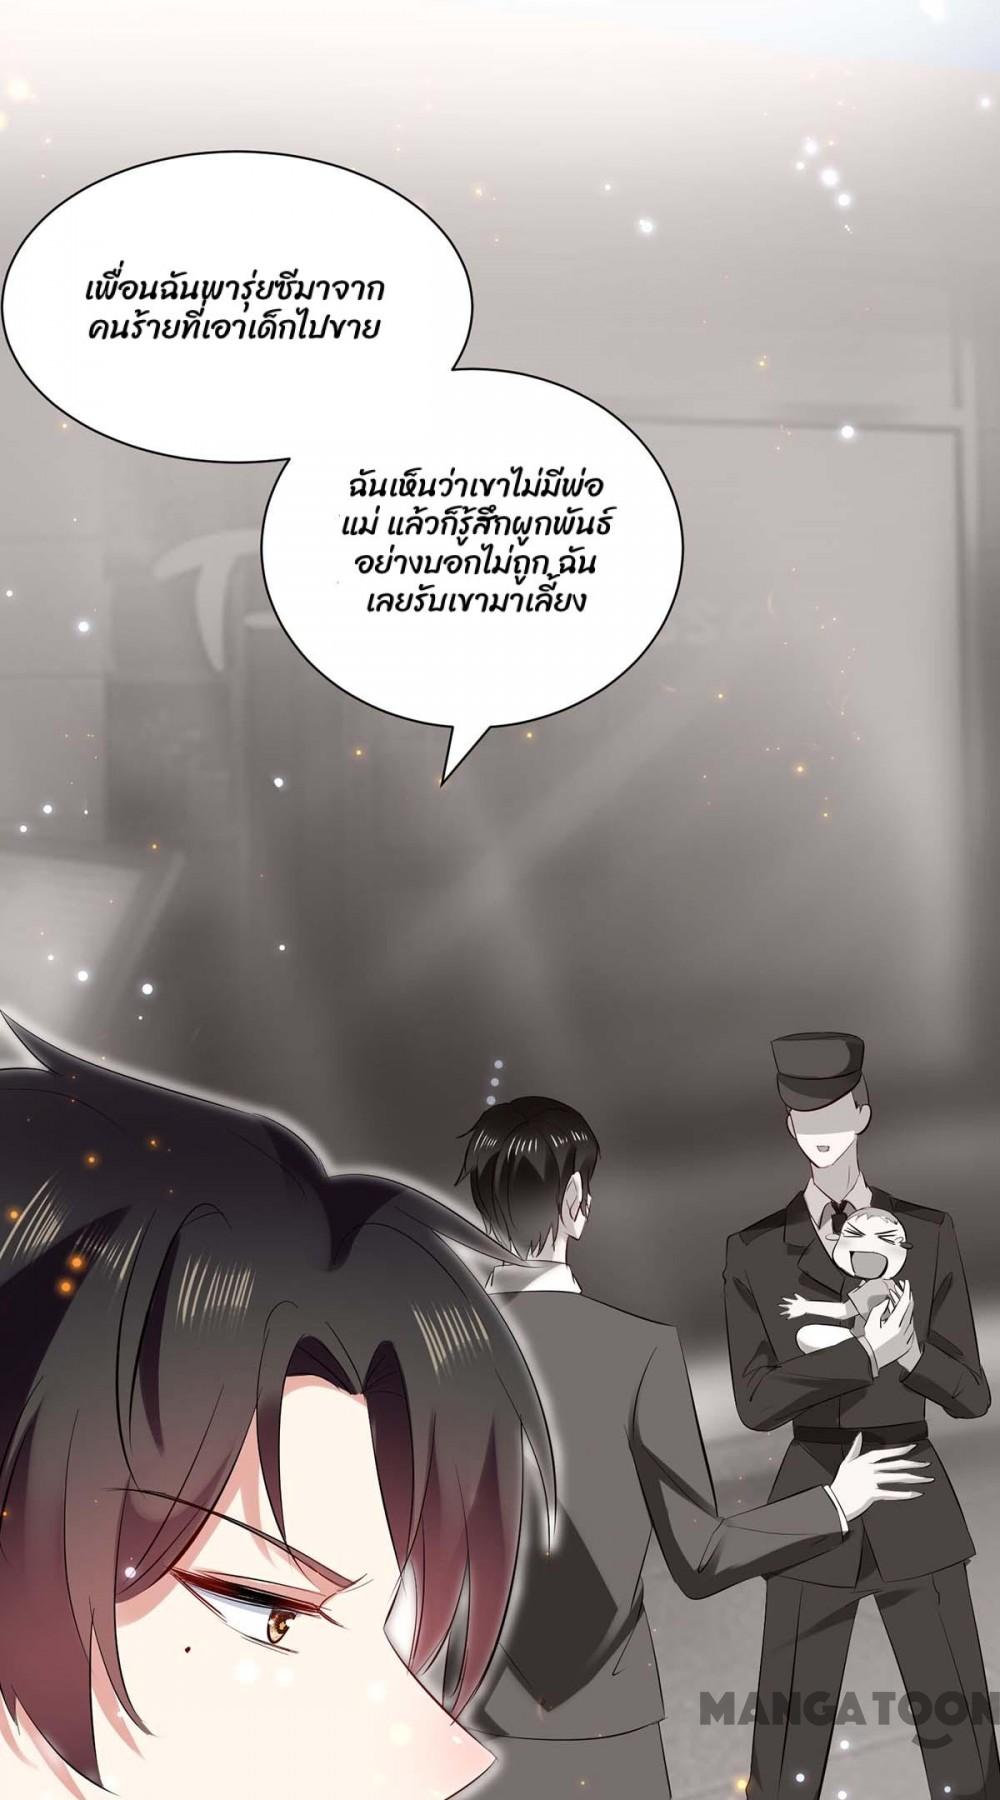 เพื่อนฉันพารุ่ยซีมาจาก
คนร้ายที่เอาเด็กไปขาย
ฉันเห็นว่าเขาไม่มีพ่อ
แม่ แล้วก็รู้สึกผูกพันธ์
อย่างบอกไม่ถูก ฉัน
เลยรับเขามาเลี้ยง
MANGATOON